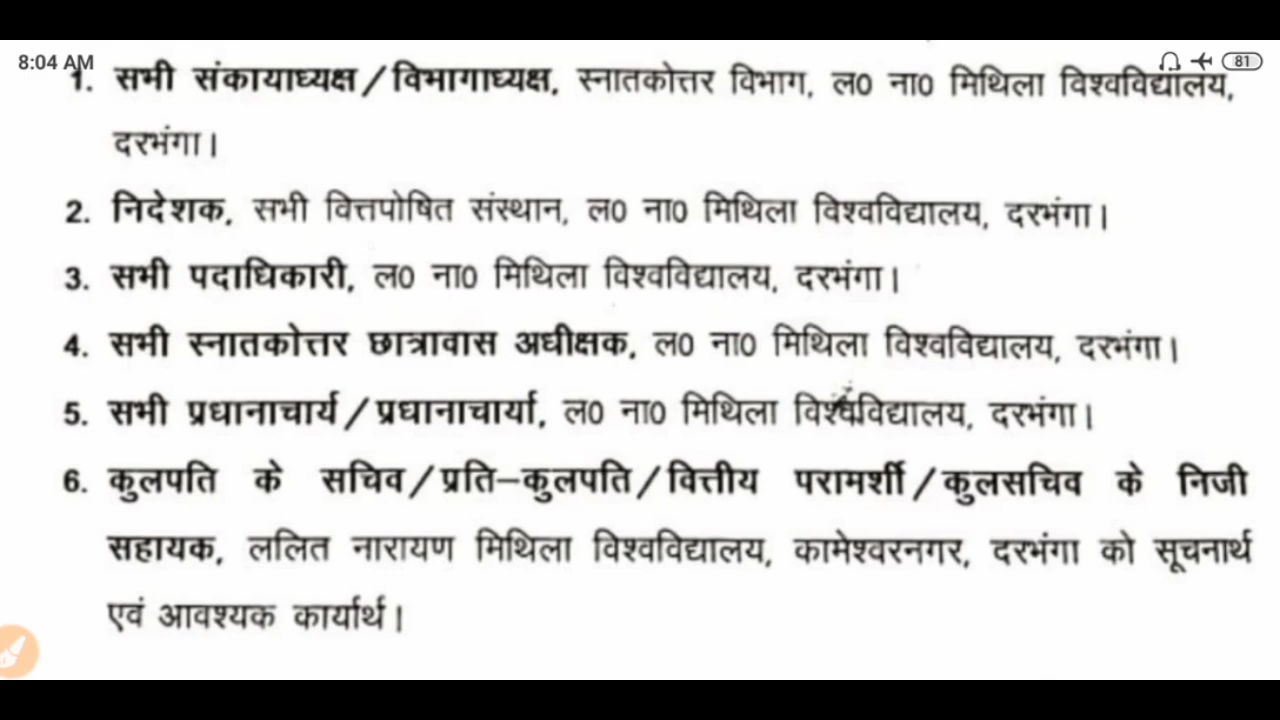 8:04 AM 81
1. सभी संकायाध्यक्ष/विभागाध्यक्ष, स्नातकोत्तर विभाग, ल0 ना0 मिथिला विश्वविद्यालय,
दरभंगा।
2. निदेशक, सभी वित्तपोषित संस्थान, ल0 ना0 मिथिला विश्वविद्यालय, दरभंगा।
3. सभी पदाधिकारी, ल0 ना0 मिथिला विश्वविद्यालय, दरभंगा।
4. सभी स्नातकोत्तर छात्रावास अधीक्षक, ल0 ना0 मिथिला विश्वविद्यालय, दरभंगा।
5. सभी प्रधानाचार्य/प्रधानाचार्या, ल0 ना0 मिथिला विश्वविद्यालय, दरभंगा।
6. कुलपति के सचिव/प्रति–कुलपति/वित्तीय परामर्शी/कुलसचिव के निजी
सहायक, ललित नारायण मिथिला विश्वविद्यालय, कामेश्वरनगर, दरभंगा को सूचनार्थ
एवं आवश्यक कार्यार्थ।